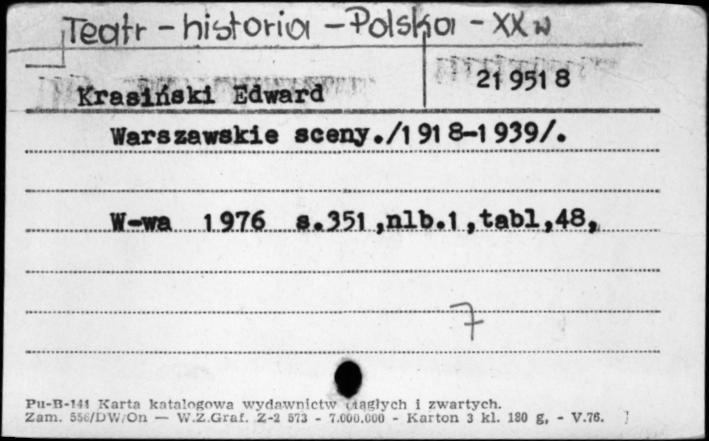 Teatr - historia - Polska - XX w
Krasiński Edward
219518
Warszawskie sceny./1918-1939/.
W-wa 1976 s.351,nlb.1,tabl,48,
7
Pu-B-141 Karta katalogowa wydawnictw ciągłych i zwartych.
Zam. 556/DW/On — W.Z.Graf. Z-2 573 - 7.000.000 - Karton 3 kl. 180 g, - V.76.